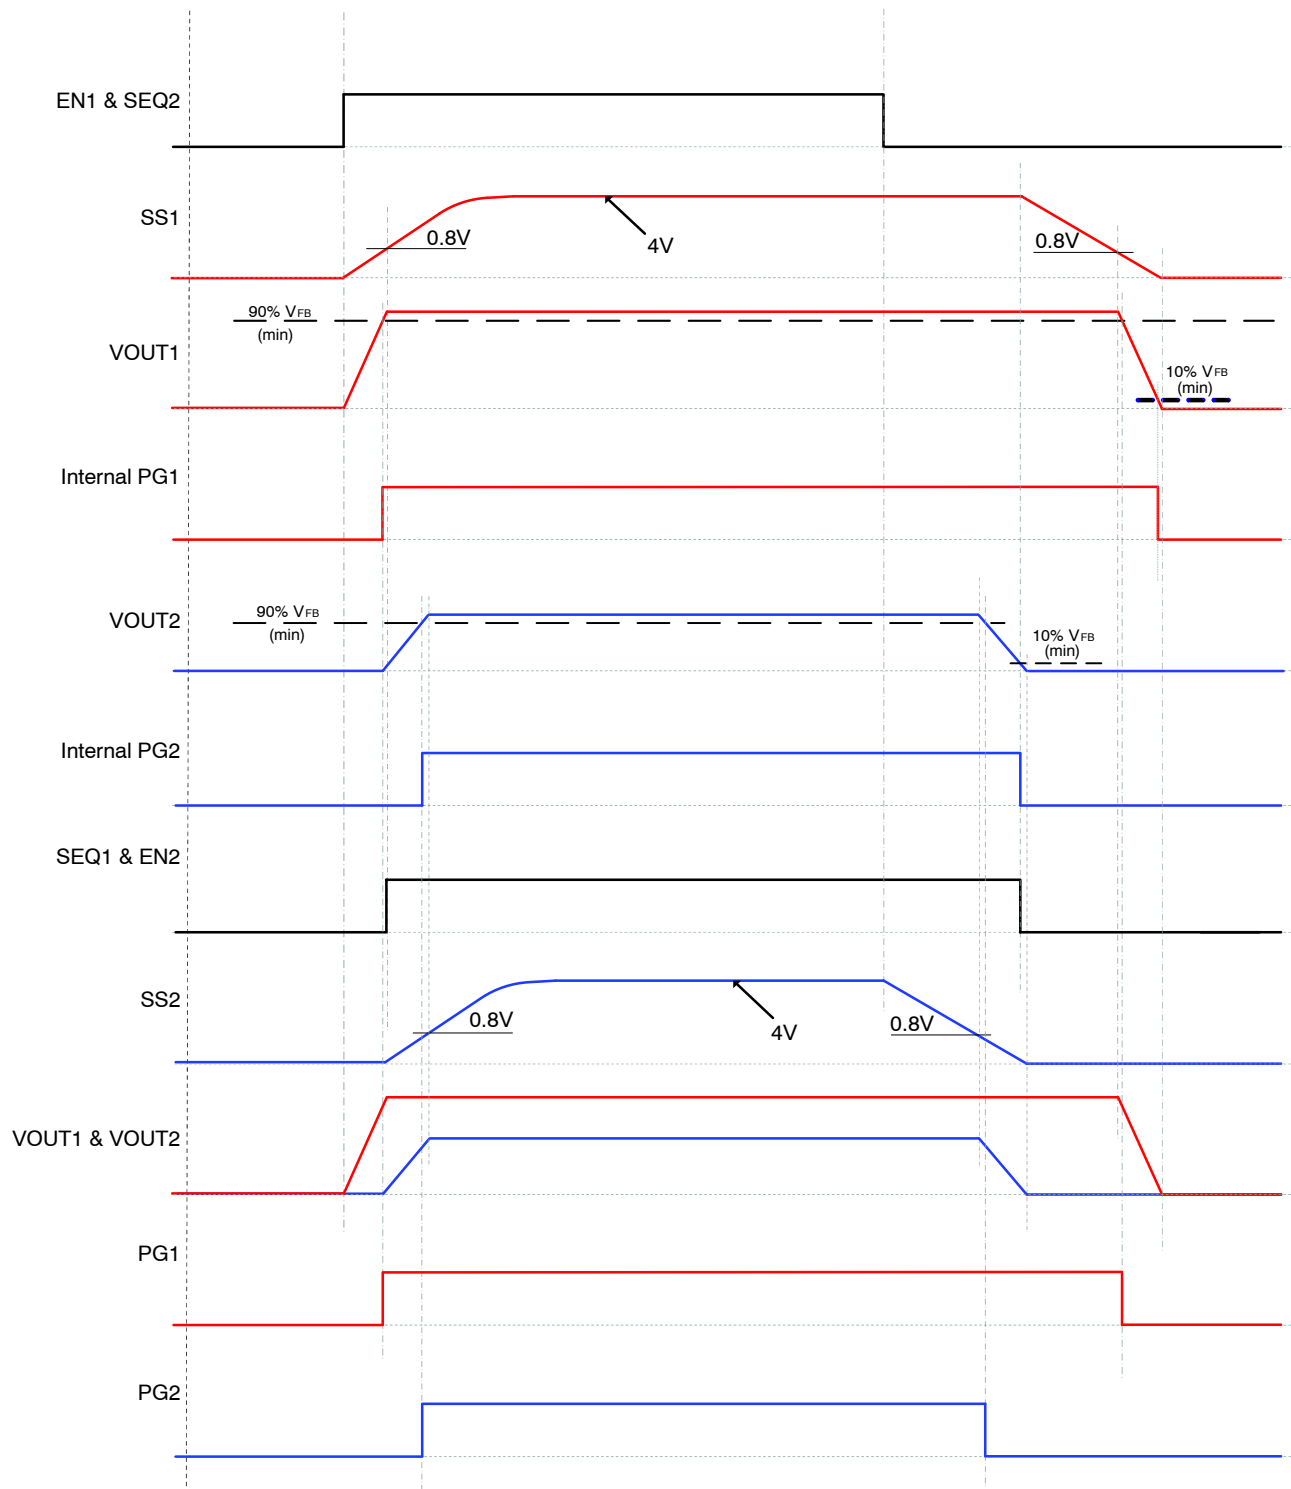 EN1 & SEQ2
SS1
0.8V
4V
0.8V
90% VFB
(min)
VOUT1
10% VFB
(min)
Internal PG1
VOUT2
90% VFB
(min)
10% VFB
(min)
Internal PG2
SEQ1 & EN2
SS2
0.8V
4V
0.8V
VOUT1 & VOUT2
PG1
PG2